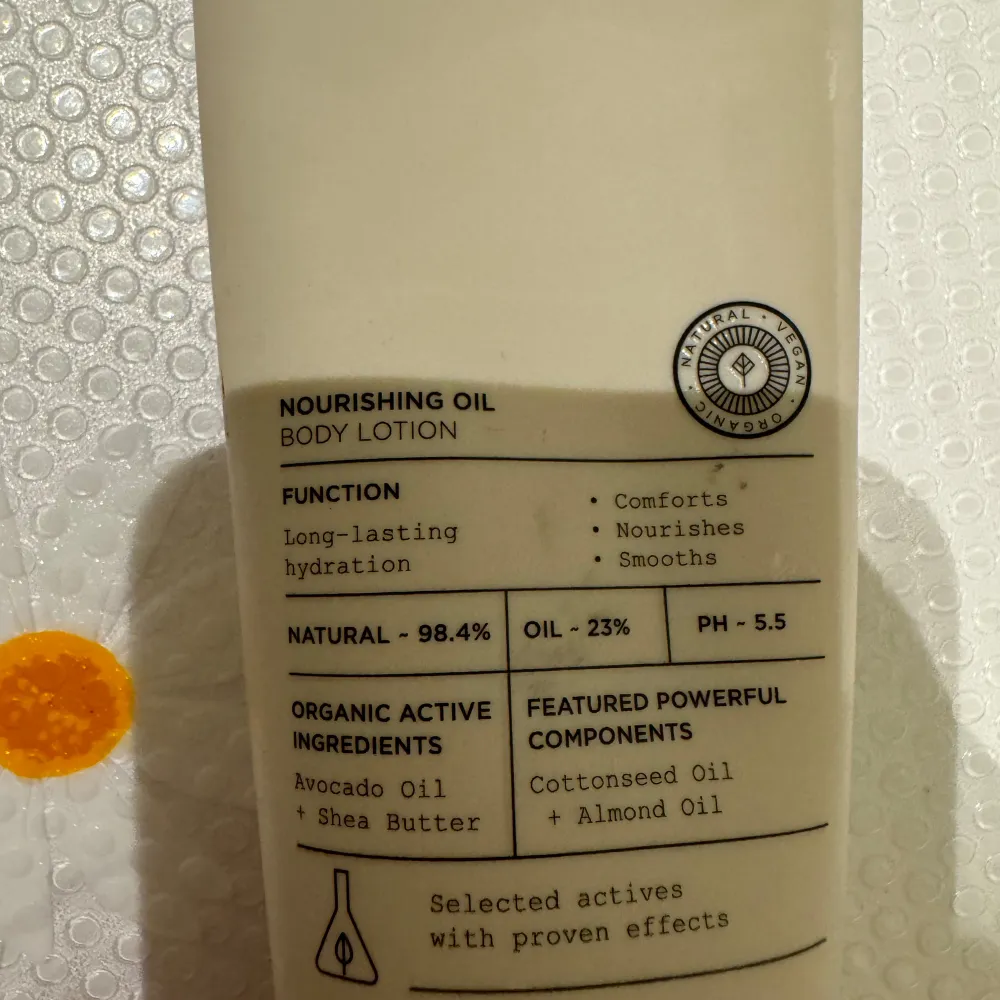 NATURAL · VEGAN · ORGANIC ·
NOURISHING OIL
BODY LOTION
FUNCTION
Long-lasting
hydration
• Comforts
• Nourishes
• Smooths
NATURAL ~ 98.4%
OIL ~ 23%
PH ~ 5.5
ORGANIC ACTIVE
INGREDIENTS
Avocado Oil
+ Shea Butter
FEATURED POWERFUL
COMPONENTS
Cottonseed Oil
+ Almond Oil
Selected actives
with proven effects